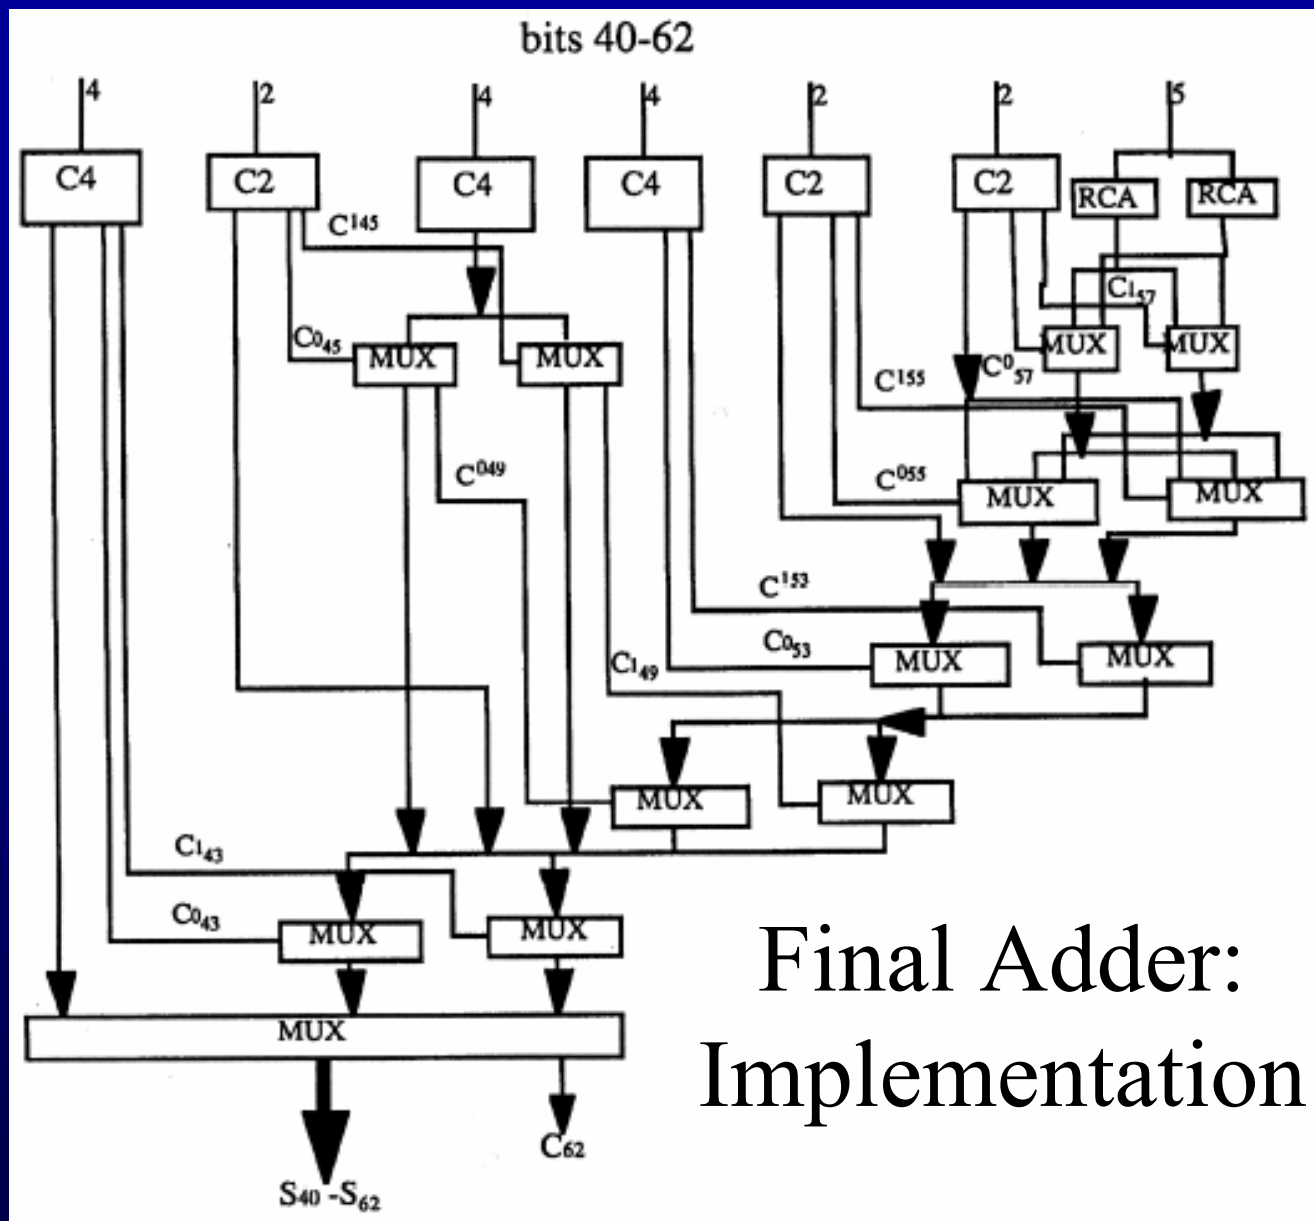 bits 40-62
4 2 4 4 2 2 5
C4 C2 C4 C4 C2 C2 RCA RCA
C¹45
C1₅₇
C0₄₅ MUX MUX MUX MUX
C¹55 C⁰₅₇
C⁰49 C⁰55 MUX MUX
C¹53
C0₅₃
C1₄₉ MUX MUX
MUX MUX
C1₄₃
C0₄₃ MUX MUX
Final Adder:
MUX
Implementation
C₆₂
S₄₀ -S₆₂